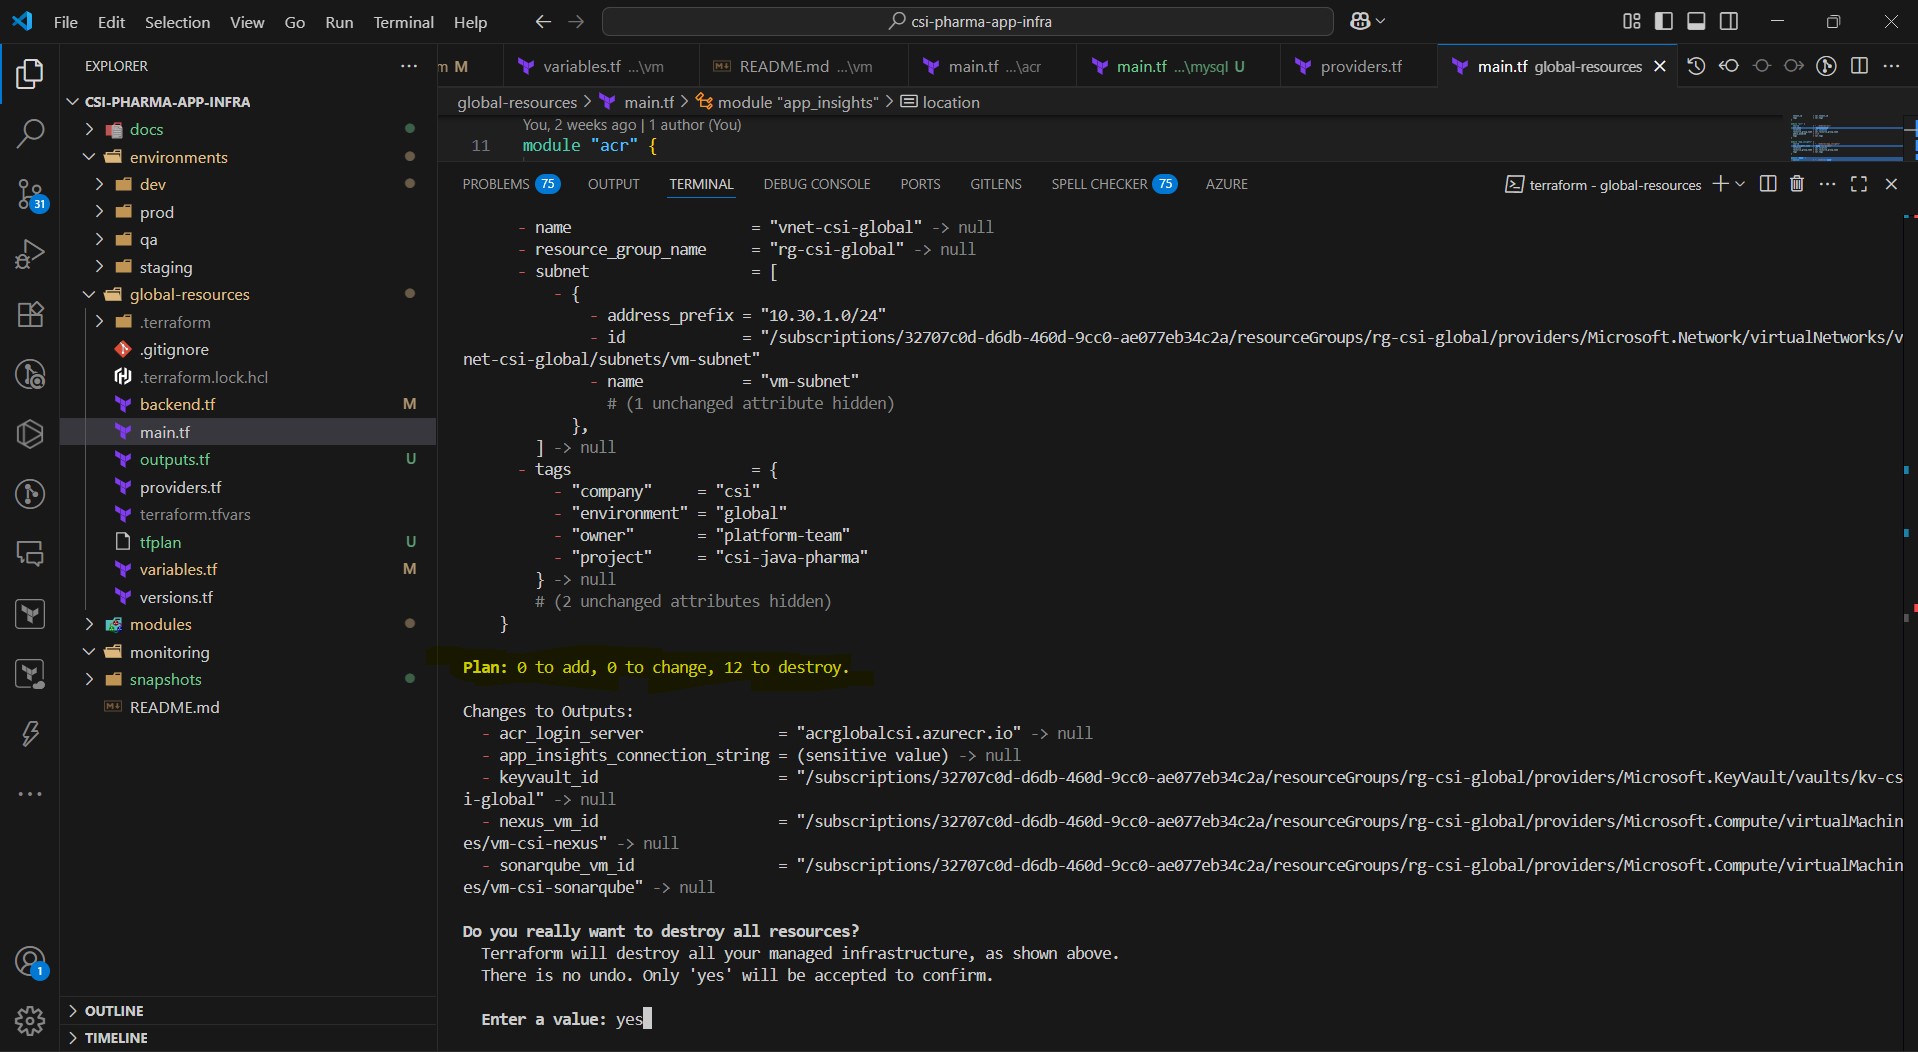 File Edit Selection View Go Run Terminal Help
csi-pharma-app-infra
EXPLORER
CSI-PHARMA-APP-INFRA
docs
environments
dev
prod
qa
staging
global-resources
.terraform
.gitignore
.terraform.lock.hcl
backend.tf M
main.tf
outputs.tf U
providers.tf
terraform.tfvars
tfplan U
variables.tf M
versions.tf
modules
monitoring
snapshots
README.md
OUTLINE
TIMELINE
31
1
m M variables.tf ...\vm README.md ...\vm main.tf ...\acr main.tf ...\mysql U providers.tf main.tf global-resources
global-resources > main.tf > module "app_insights" > location
You, 2 weeks ago | 1 author (You)
11 module "acr" {
PROBLEMS 75 OUTPUT TERMINAL DEBUG CONSOLE PORTS GITLENS SPELL CHECKER 75 AZURE terraform - global-resources
- name = "vnet-csi-global" -> null
- resource_group_name = "rg-csi-global" -> null
- subnet = [
- {
- address_prefix = "10.30.1.0/24"
- id = "/subscriptions/32707c0d-d6db-460d-9cc0-ae077eb34c2a/resourceGroups/rg-csi-global/providers/Microsoft.Network/virtualNetworks/v
net-csi-global/subnets/vm-subnet"
- name = "vm-subnet"
# (1 unchanged attribute hidden)
},
] -> null
- tags = {
- "company" = "csi"
- "environment" = "global"
- "owner" = "platform-team"
- "project" = "csi-java-pharma"
} -> null
# (2 unchanged attributes hidden)
}
Plan: 0 to add, 0 to change, 12 to destroy.
Changes to Outputs:
- acr_login_server = "acrglobalcsi.azurecr.io" -> null
- app_insights_connection_string = (sensitive value) -> null
- keyvault_id = "/subscriptions/32707c0d-d6db-460d-9cc0-ae077eb34c2a/resourceGroups/rg-csi-global/providers/Microsoft.KeyVault/vaults/kv-cs
i-global" -> null
- nexus_vm_id = "/subscriptions/32707c0d-d6db-460d-9cc0-ae077eb34c2a/resourceGroups/rg-csi-global/providers/Microsoft.Compute/virtualMachin
es/vm-csi-nexus" -> null
- sonarqube_vm_id = "/subscriptions/32707c0d-d6db-460d-9cc0-ae077eb34c2a/resourceGroups/rg-csi-global/providers/Microsoft.Compute/virtualMachin
es/vm-csi-sonarqube" -> null
Do you really want to destroy all resources?
Terraform will destroy all your managed infrastructure, as shown above.
There is no undo. Only 'yes' will be accepted to confirm.
Enter a value: yes